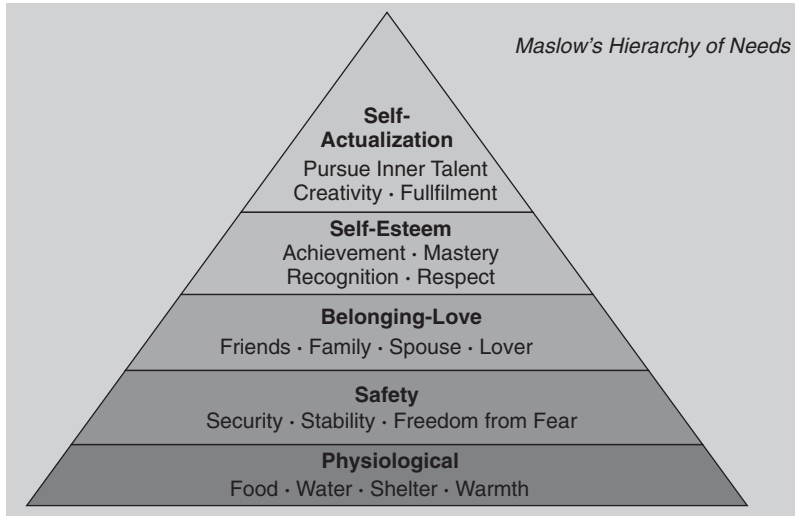 Maslow's Hierarchy of Needs
Self-
Actualization
Pursue Inner Talent
Creativity · Fullfilment
Self-Esteem
Achievement · Mastery
Recognition · Respect
Belonging-Love
Friends · Family · Spouse · Lover
Safety
Security · Stability · Freedom from Fear
Physiological
Food · Water · Shelter · Warmth